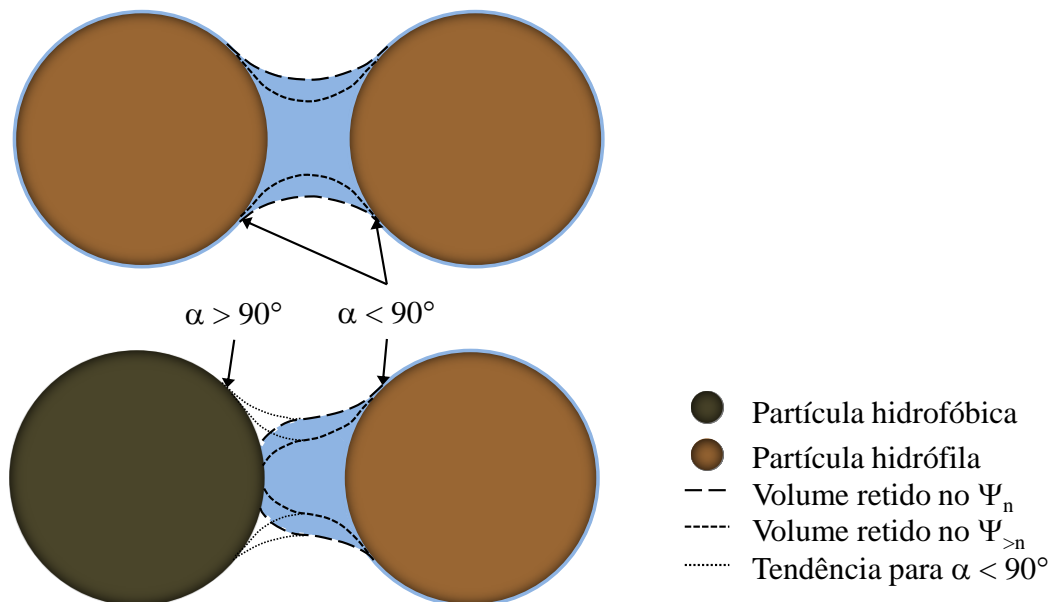 α > 90°
α < 90°
Partícula hidrofóbica
Partícula hidrófila
Volume retido no Ψn
Volume retido no Ψ>n
Tendência para α < 90°